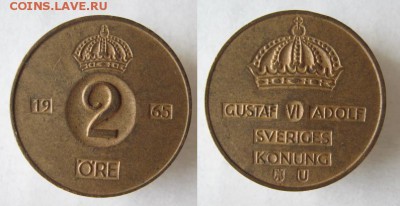 COINS.LAVE.RU
19 2 65
ÖRE
GUSTAF VI ADOLF
SVERIGES
KONUNG
U